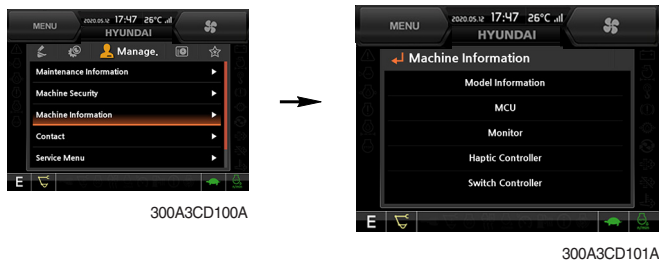 MENU
2020.05.12 17:47 26°C .ıl
HYUNDAI
Manage.
Maintenance Information
Machine Security
Machine Information
Contact
Service Menu
E
300A3CD100A
MENU
2020.05.12 17:47 26°C .ıl
HYUNDAI
Machine Information
Model Information
MCU
Monitor
Haptic Controller
Switch Controller
E
300A3CD101A